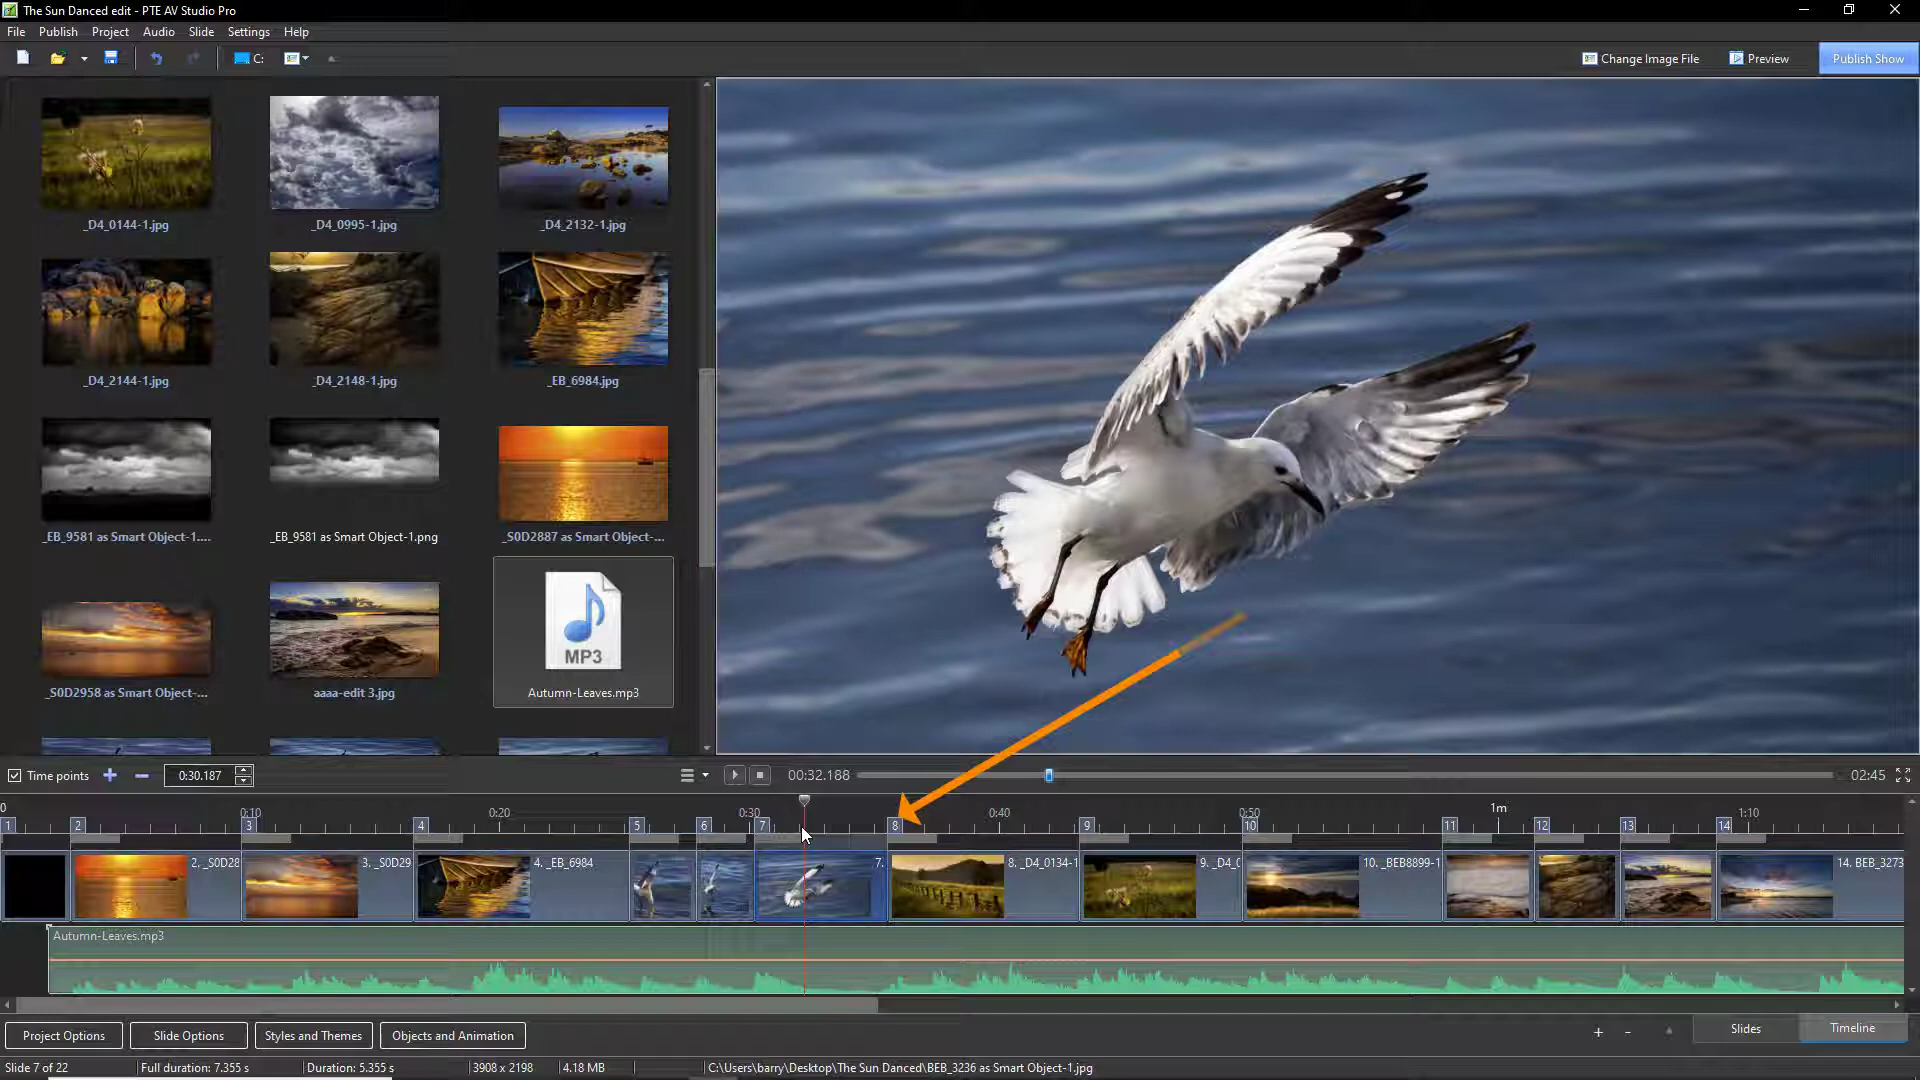 The Sun Danced edit - PTE AV Studio Pro
File Publish Project Audio Slide Settings Help
C:
Change Image File Preview Publish Show
_D4_0144-1.jpg _D4_0995-1.jpg _D4_2132-1.jpg
_D4_2144-1.jpg _D4_2148-1.jpg _EB_6984.jpg
_EB_9581 as Smart Object-1.... _EB_9581 as Smart Object-1.png _S0D2887 as Smart Object-...
MP3
_S0D2958 as Smart Object-... aaaa-edit 3.jpg Autumn-Leaves.mp3
Time points 0:30.187 00:32.188 02:45
0 0:10 0:20 0:30 0:40 0:50 1m 1:10
1 2 3 4 5 6 7 8 9 10 11 12 13 14
2. _S0D28 3. _S0D29 4. _EB_6984 7. 8. _D4_0134-1 9. _D4_0 10. _BEB8899-1 14. BEB_3273
Autumn-Leaves.mp3
Project Options Slide Options Styles and Themes Objects and Animation Slides Timeline
Slide 7 of 22 Full duration: 7.355 s Duration: 5.355 s 3908 x 2198 4.18 MB C:\Users\barry\Desktop\The Sun Danced\BEB_3236 as Smart Object-1.jpg